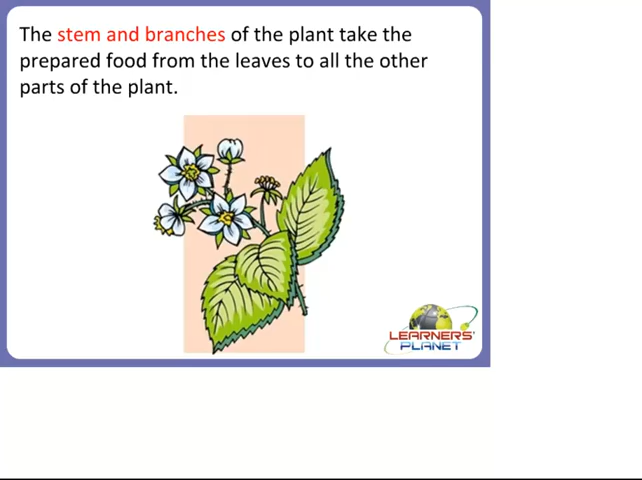 The stem and branches of the plant take the
prepared food from the leaves to all the other
parts of the plant.
LEARNERS'
PLANET